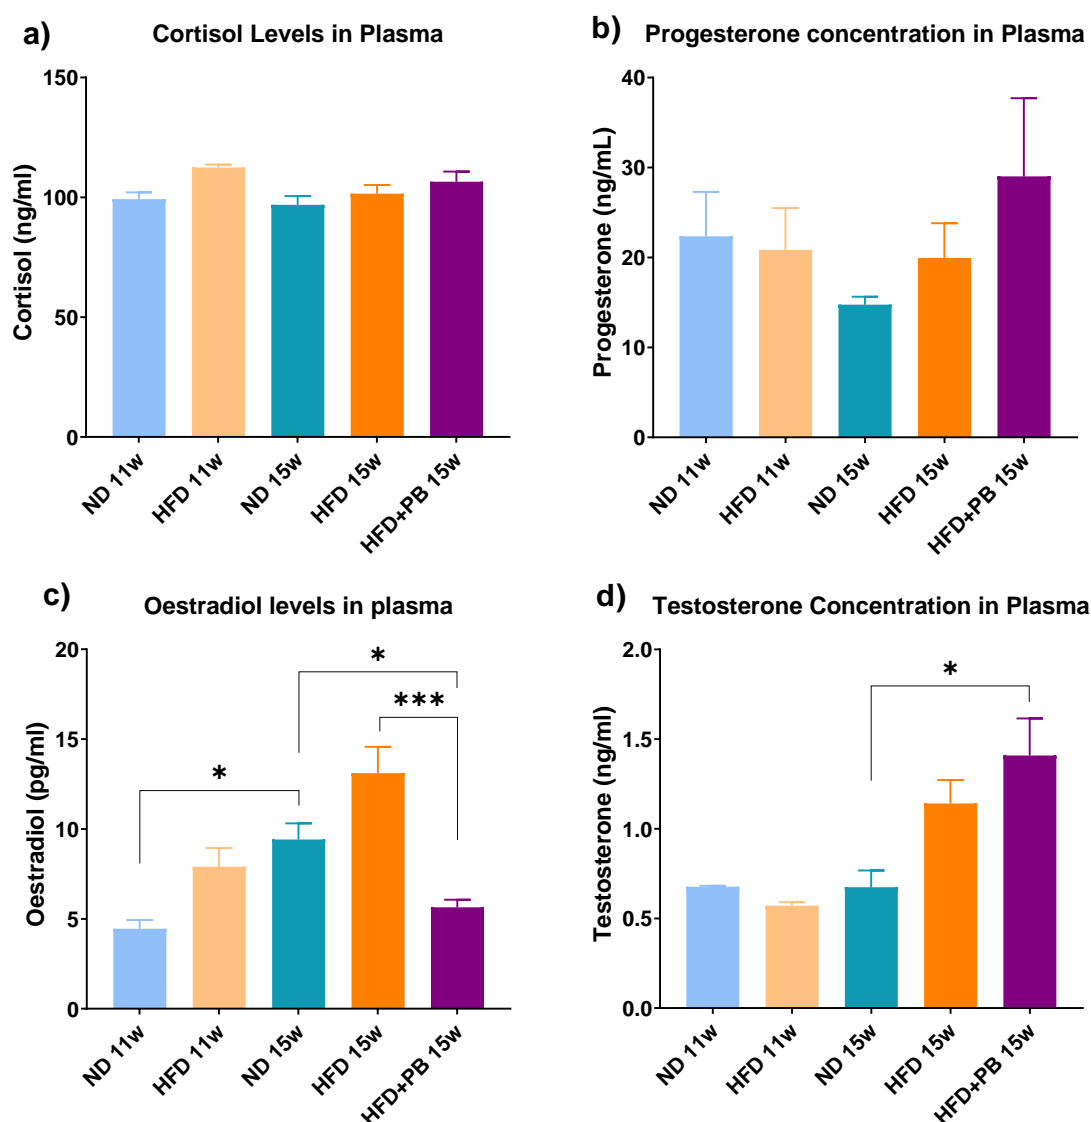 a) Cortisol Levels in Plasma
Cortisol (ng/ml)
150
100
50
0
ND 11w
HFD 11w
ND 15w
HFD 15w
HFD+PB 15w
b) Progesterone concentration in Plasma
Progesterone (ng/mL)
40
30
20
10
0
ND 11w
HFD 11w
ND 15w
HFD 15w
HFD+PB 15w
c) Oestradiol levels in plasma
Oestradiol (pg/ml)
20
15
10
5
0
*
***
*
ND 11w
HFD 11w
ND 15w
HFD 15w
HFD+PB 15w
d) Testosterone Concentration in Plasma
Testosterone (ng/ml)
2.0
1.5
1.0
0.5
0.0
*
ND 11w
HFD 11w
ND 15w
HFD 15w
HFD+PB 15w